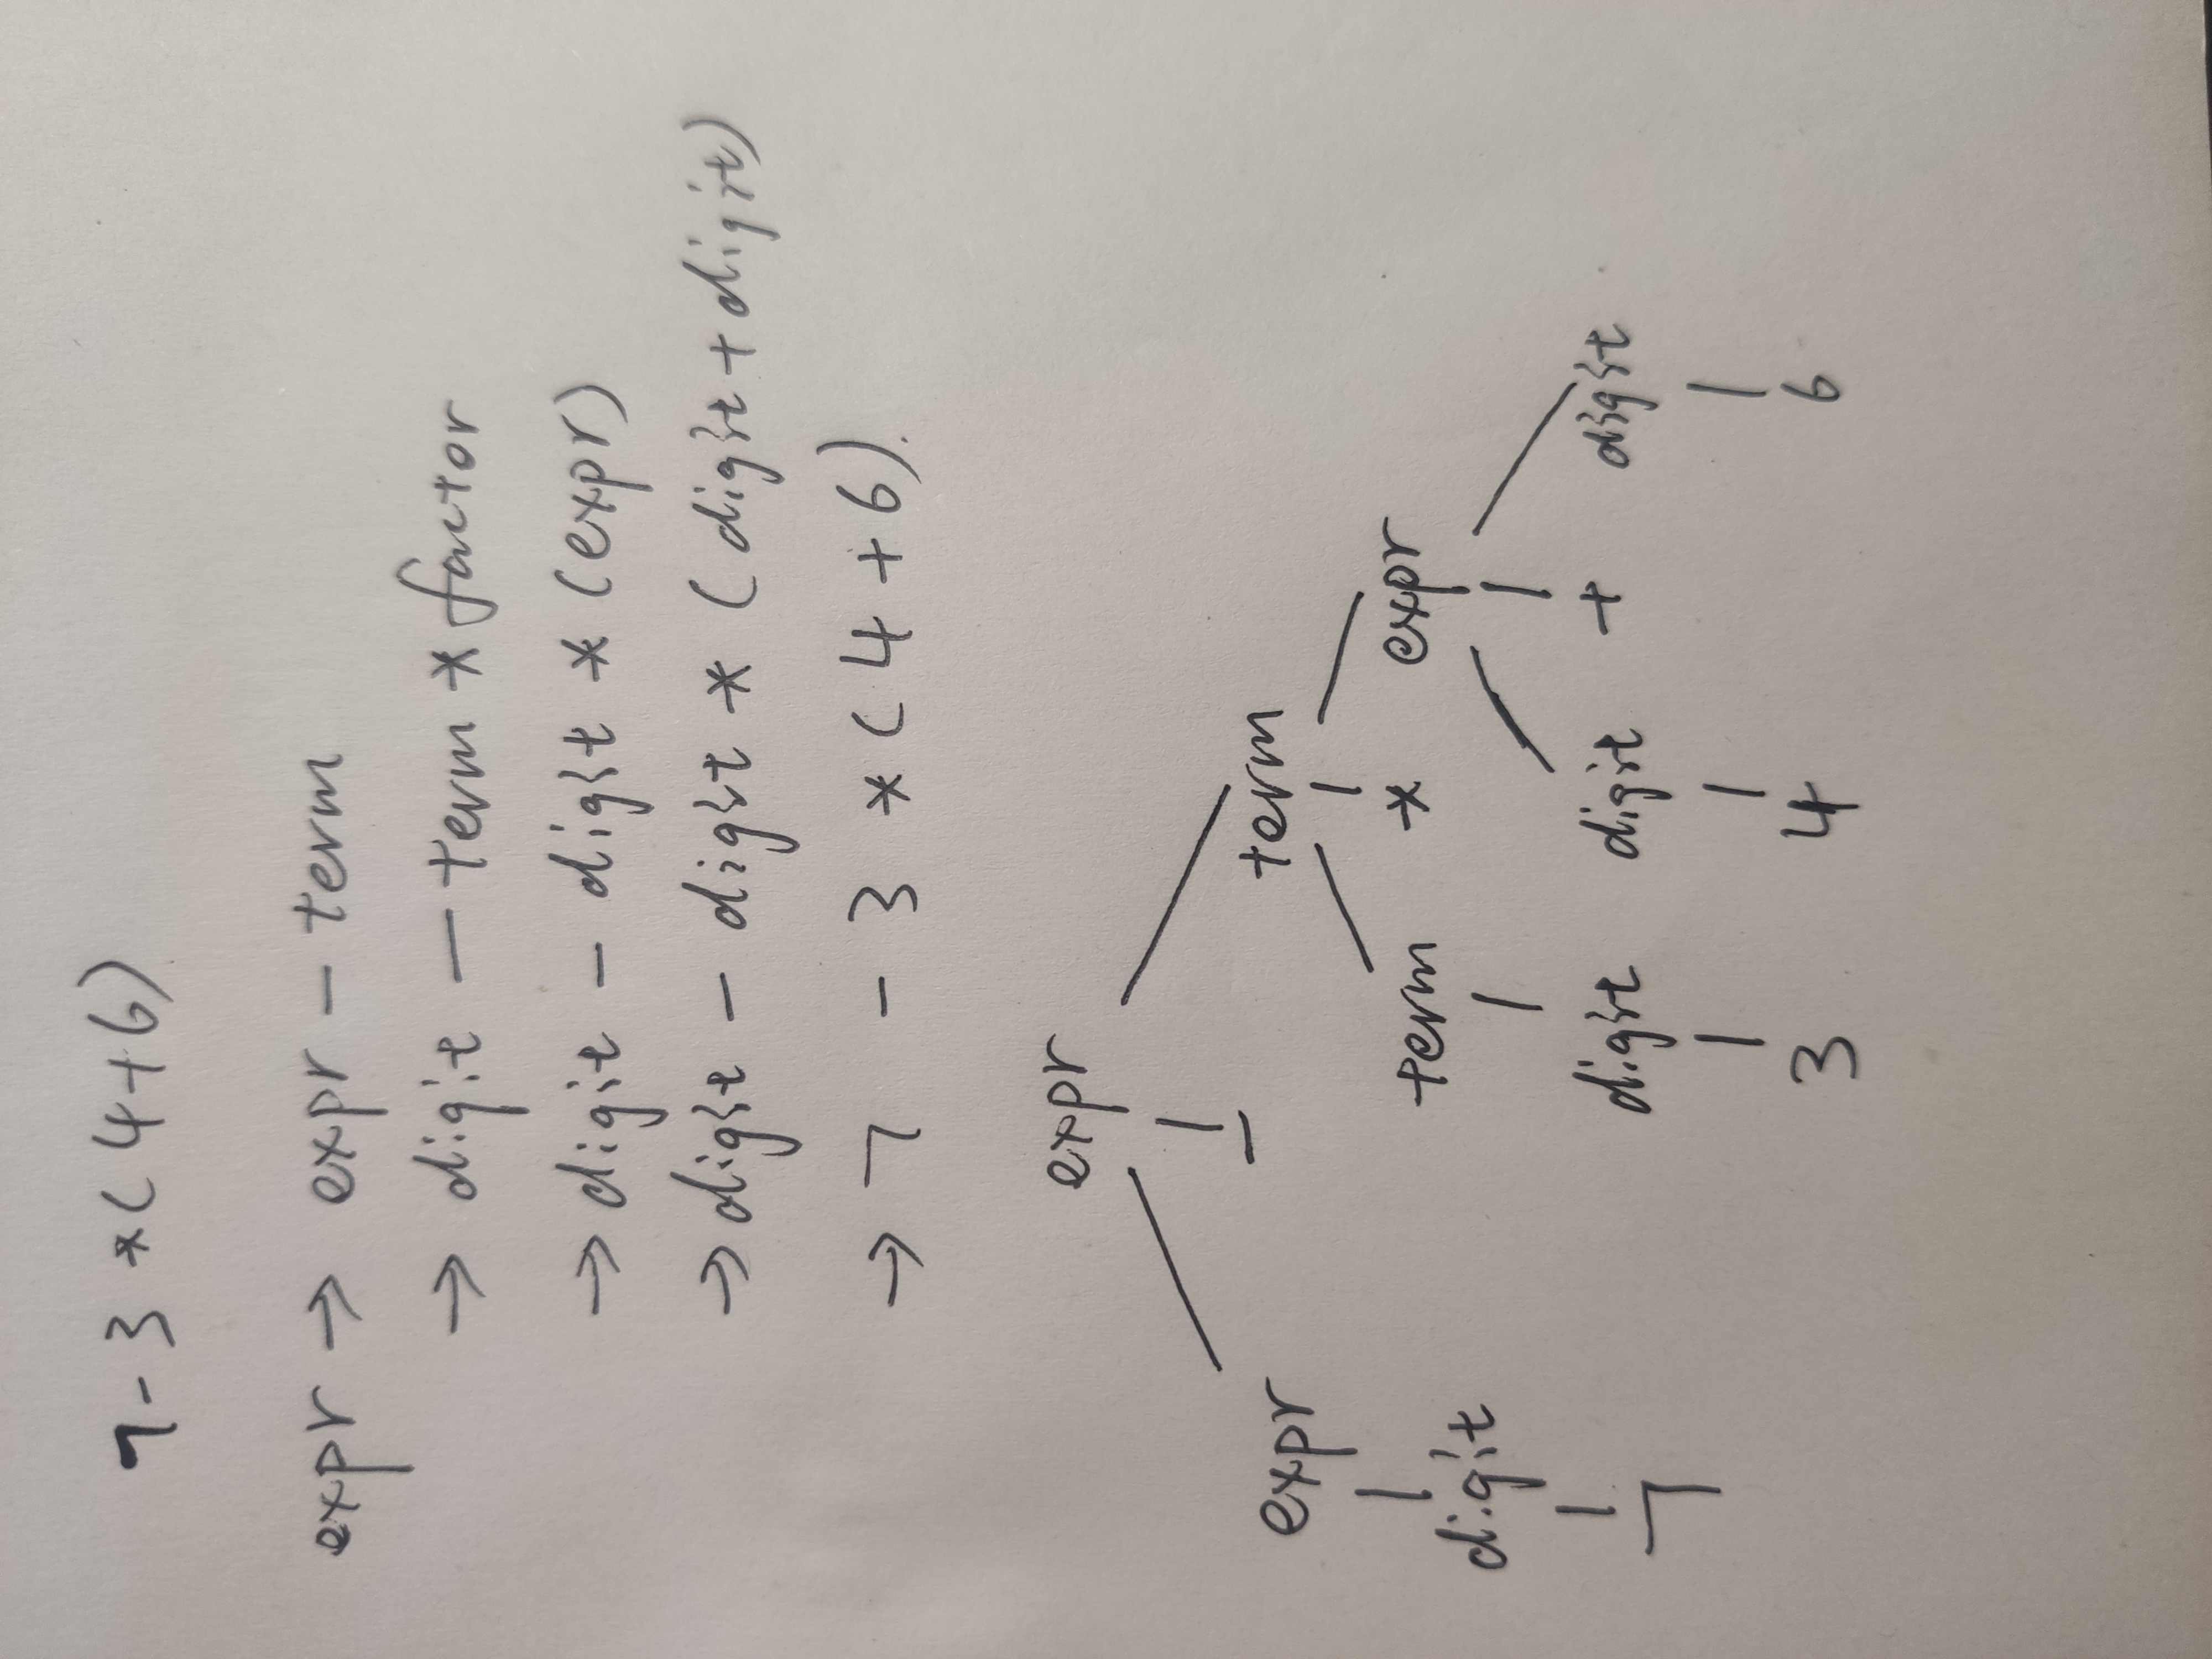 7-3*(4+6)
expr → expr - term
→ digit - term * factor
→ digit - digit * (expr)
→ digit - digit * (digit + digit)
→ 7 - 3 * (4 + 6).
expr
expr - term
term * expr
digit
digit digit + digit
7
3 4 6